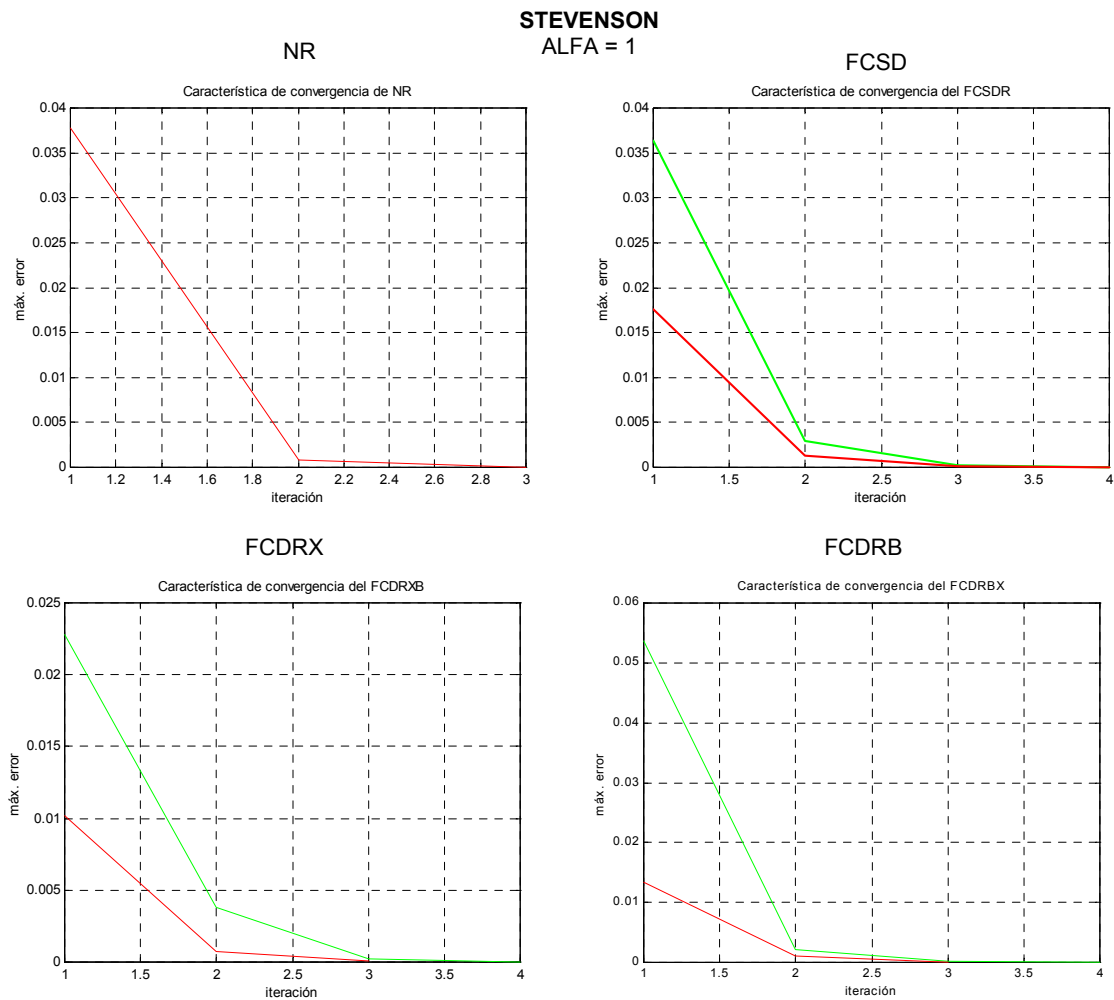 STEVENSON
ALFA = 1
NR
Característica de convergencia de NR
0.04
0.035
0.03
0.025
0.02
0.015
0.01
0.005
0
máx. error
1 1.2 1.4 1.6 1.8 2 2.2 2.4 2.6 2.8 3
iteración
FCSD
Característica de convergencia del FCSDR
0.04
0.035
0.03
0.025
0.02
0.015
0.01
0.005
0
máx. error
1 1.5 2 2.5 3 3.5 4
iteración
FCDRX
Característica de convergencia del FCDRXB
0.025
0.02
0.015
0.01
0.005
0
máx. error
1 1.5 2 2.5 3 3.5 4
iteración
FCDRB
Característica de convergencia del FCDRBX
0.06
0.05
0.04
0.03
0.02
0.01
0
máx. error
1 1.5 2 2.5 3 3.5 4
iteración